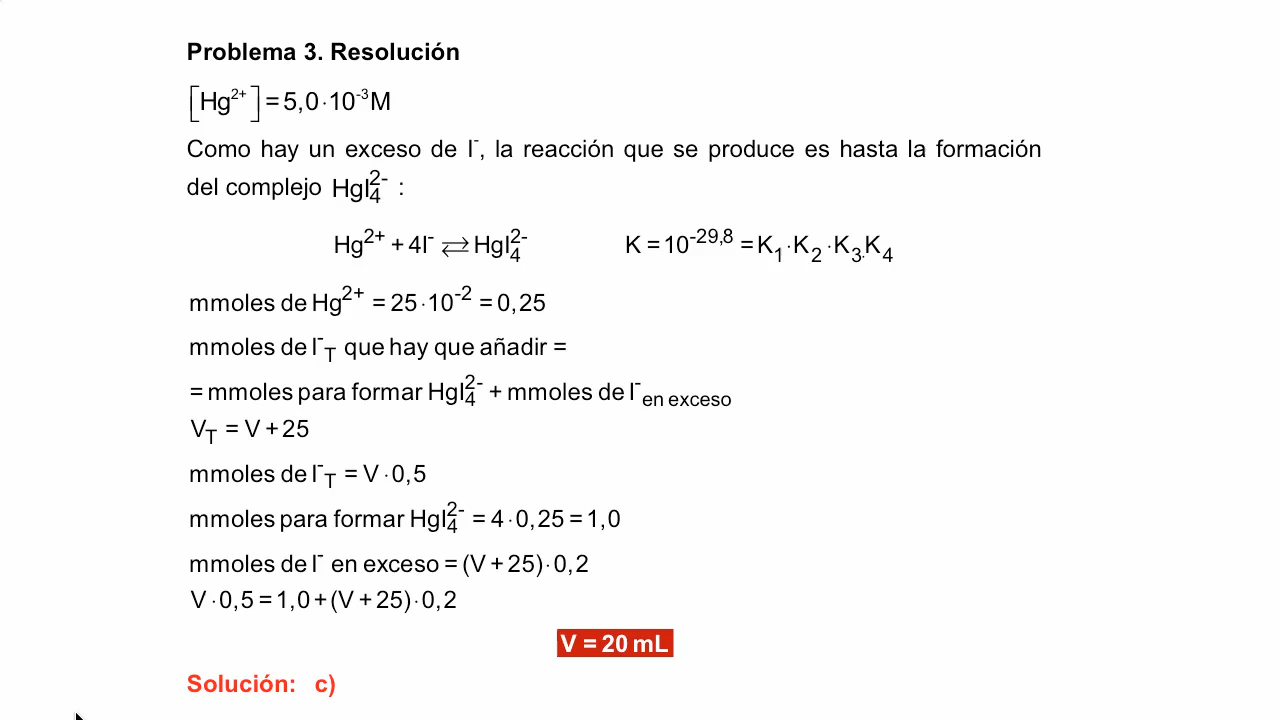 Problema 3. Resolución
[Hg²⁺] = 5,0·10⁻³M
Como hay un exceso de I⁻, la reacción que se produce es hasta la formación
del complejo HgI₄²⁻ :
Hg²⁺ + 4I⁻ ⇄ HgI₄²⁻ K = 10⁻²⁹,⁸ = K₁·K₂·K₃.K₄
mmoles de Hg²⁺ = 25·10⁻² = 0,25
mmoles de I⁻T que hay que añadir =
= mmoles para formar HgI₄²⁻ + mmoles de I⁻en exceso
VT = V + 25
mmoles de I⁻T = V·0,5
mmoles para formar HgI₄²⁻ = 4·0,25 = 1,0
mmoles de I⁻ en exceso = (V + 25)·0,2
V·0,5 = 1,0 + (V + 25)·0,2
V = 20 mL
Solución: c)